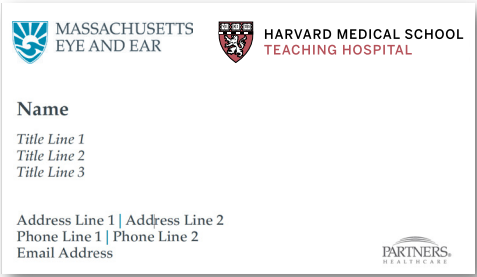 MASSACHUSETTS
EYE AND EAR
HARVARD MEDICAL SCHOOL
TEACHING HOSPITAL
Name
Title Line 1
Title Line 2
Title Line 3
Address Line 1 | Address Line 2
Phone Line 1 | Phone Line 2
Email Address
PARTNERS®
HEALTHCARE